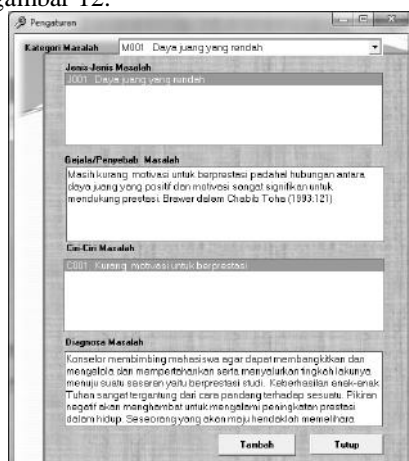 gambar 12.
Pengaturan
Kategori Masalah M001 Daya juang yang rendah
Jenis-Jenis Masalah
J001 Daya juang yang rendah
Gejala/Penyebab Masalah
Masih kurang motivasi untuk berprestasi padahal hubungan antara
daya juang yang positif dan motivasi sangat signifikan untuk
mendukung prestasi. Brawer dalam Chabib Toha (1993:121)
Ciri-Ciri Masalah
C001 Kurang motivasi untuk berprestasi
Diagnosa Masalah
Konselor membimbing mahasiswa agar dapat membangkitkan dan
mengelola dan mempertahankan serta menyalurkan tingkah lakunya
menuju suatu sasaran yaitu berprestasi studi. Keberhasilan anak-anak
Tuhan sangat tergantung dari cara pandang terhadap sesuatu. Pikiran
negatif akan menghambat untuk mengalami peningkatan prestasi
dalam hidup. Seseorang yang akan maju hendaklah memelihara
Tambah Tutup